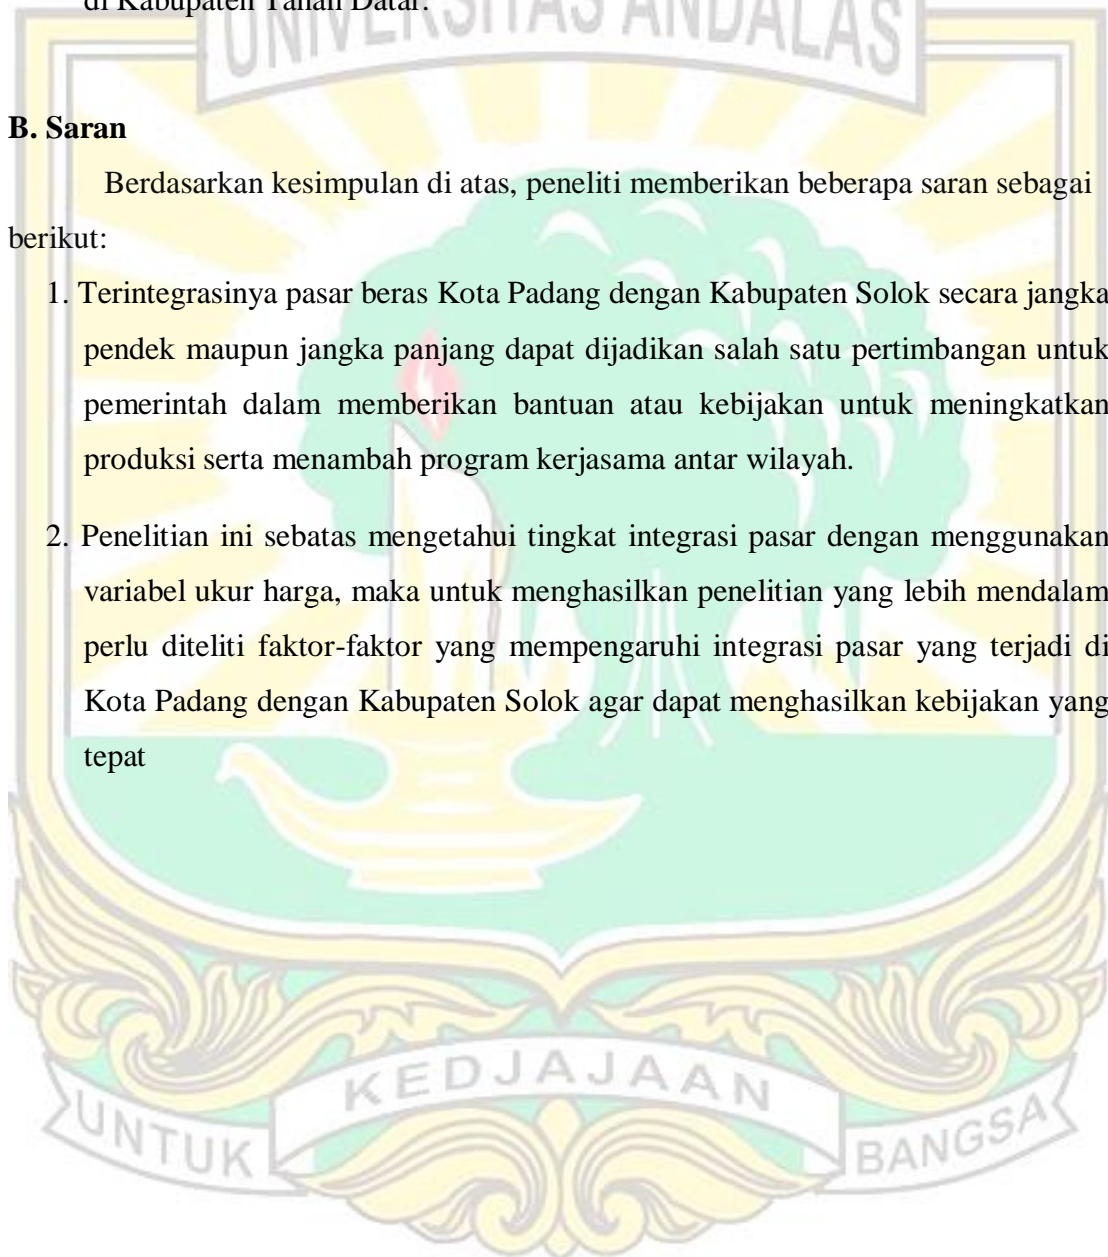 di Kabupaten Tanah Datar.
UNIVERSITAS ANDALAS
B. Saran
Berdasarkan kesimpulan di atas, peneliti memberikan beberapa saran sebagai
berikut:
1. Terintegrasinya pasar beras Kota Padang dengan Kabupaten Solok secara jangka
pendek maupun jangka panjang dapat dijadikan salah satu pertimbangan untuk
pemerintah dalam memberikan bantuan atau kebijakan untuk meningkatkan
produksi serta menambah program kerjasama antar wilayah.
2. Penelitian ini sebatas mengetahui tingkat integrasi pasar dengan menggunakan
variabel ukur harga, maka untuk menghasilkan penelitian yang lebih mendalam
perlu diteliti faktor-faktor yang mempengaruhi integrasi pasar yang terjadi di
Kota Padang dengan Kabupaten Solok agar dapat menghasilkan kebijakan yang
tepat
UNTUK KEDJAJAAN BANGSA